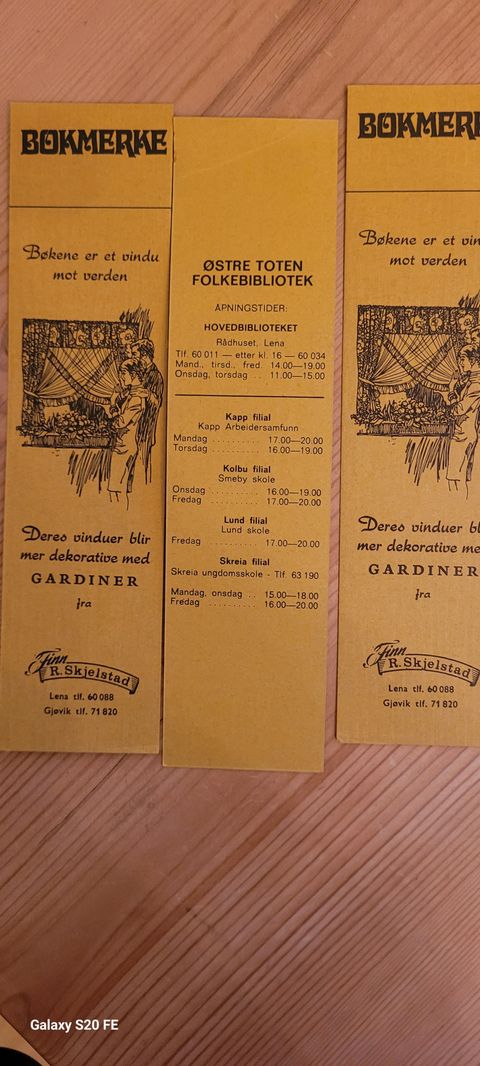 BOKMERKE
Bøkene er et vindu
mot verden
Deres vinduer blir
mer dekorative med
GARDINER
fra
Finn
R. Skjelstad
Lena tlf. 60 088
Gjøvik tlf. 71 820
ØSTRE TOTEN
FOLKEBIBLIOTEK
ÅPNINGSTIDER:
HOVEDBIBLIOTEKET
Rådhuset, Lena
Tlf. 60 011 — etter kl. 16 — 60 034
Mand., tirsd., fred. 14.00—19.00
Onsdag, torsdag .. 11.00—15.00
Kapp filial
Kapp Arbeidersamfunn
Mandag .......... 17.00—20.00
Torsdag .......... 16.00—19.00
Kolbu filial
Smeby skole
Onsdag .......... 16.00—19.00
Fredag .......... 17.00—20.00
Lund filial
Lund skole
Fredag .......... 17.00—20.00
Skreia filial
Skreia ungdomsskole - Tlf 63 190
Mandag, onsdag .. 15.00—18.00
Fredag .......... 16.00—20.00
BOKMER
Bøkene er et vin
mot verden
Deres vinduer bl
mer dekorative me
GARDINER
fra
Finn
R. Skjelstad
Lena tlf. 60 088
Gjøvik tlf. 71 820
Galaxy S20 FE